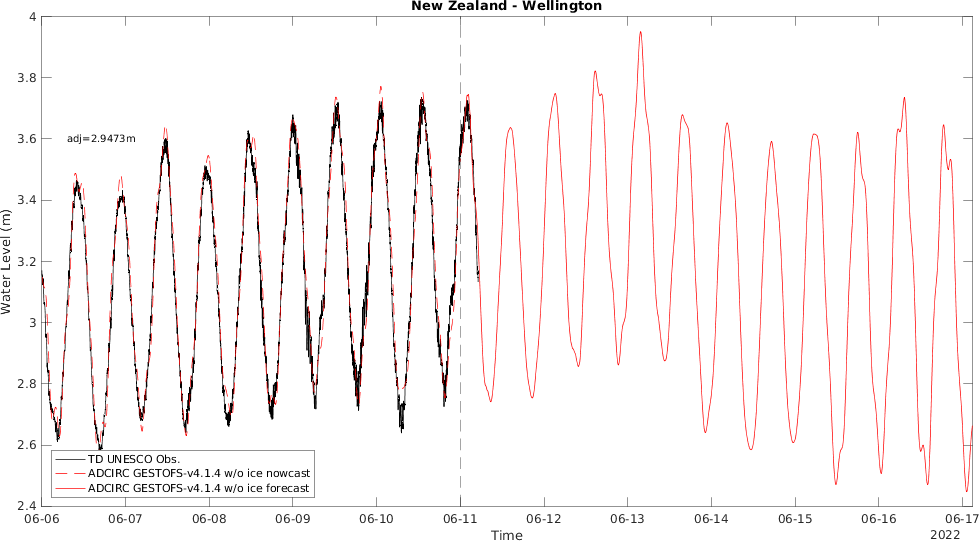 New Zealand - Wellington
4
3.8
3.6
3.4
3.2
3
2.8
2.6
2.4
Water Level (m)
adj=2.9473m
TD UNESCO Obs.
ADCIRC GESTOFS-v4.1.4 w/o ice nowcast
ADCIRC GESTOFS-v4.1.4 w/o ice forecast
06-06 06-07 06-08 06-09 06-10 06-11 06-12 06-13 06-14 06-15 06-16 06-17
Time
2022